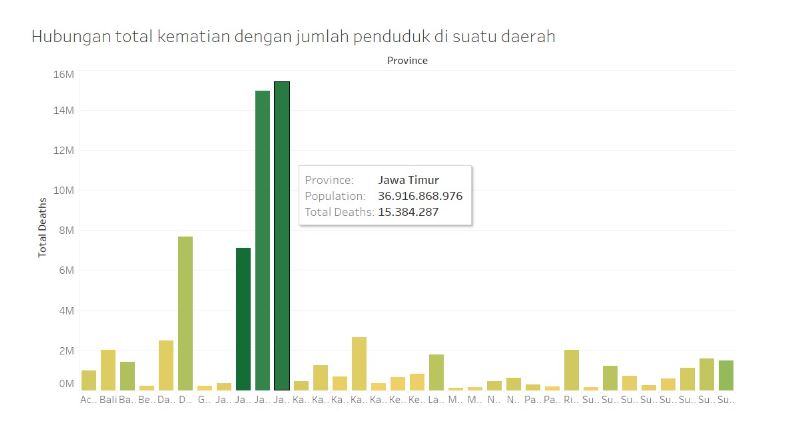 Hubungan total kematian dengan jumlah penduduk di suatu daerah
Province
16M
14M
12M
10M
8M
6M
4M
2M
0M
Total Deaths
Province: Jawa Timur
Population: 36.916.868.976
Total Deaths: 15.384.287
Ac.. Bali Ba.. Be.. Da.. D.. G.. Ja.. Ja.. Ja.. Ja.. Ka.. Ka.. Ka.. Ka.. Ka.. Ke.. Ke.. La.. M.. M.. N.. N.. Pa.. Pa.. Ri.. Su.. Su.. Su.. Su.. Su.. Su.. Su.. Su..